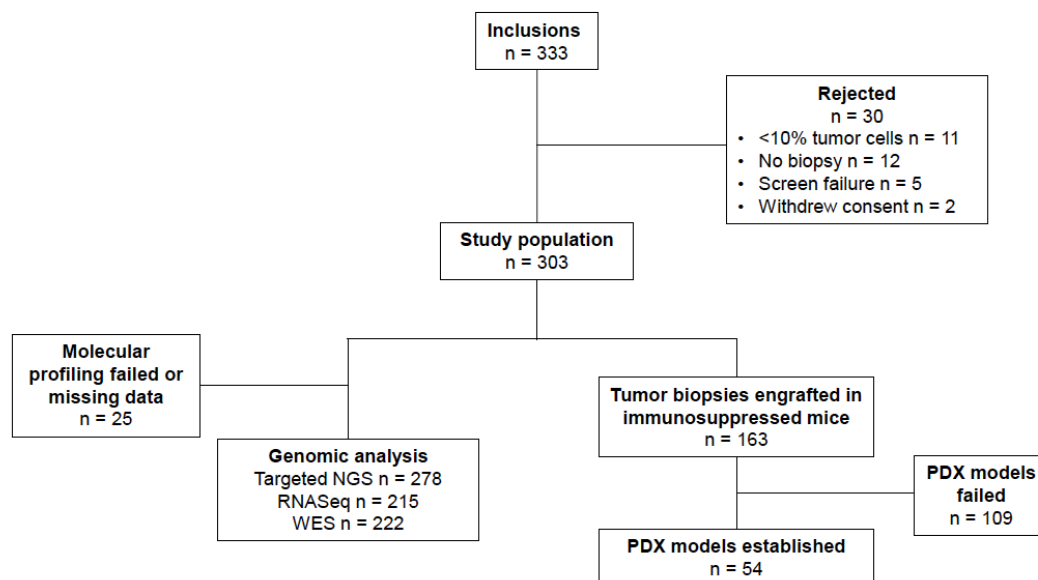 Inclusions
n = 333
Rejected
n = 30
• <10% tumor cells n = 11
• No biopsy n = 12
• Screen failure n = 5
• Withdrew consent n = 2
Study population
n = 303
Molecular
profiling failed or
missing data
n = 25
Tumor biopsies engrafted in
immunosuppressed mice
n = 163
Genomic analysis
Targeted NGS n = 278
RNASeq n = 215
WES n = 222
PDX models
failed
n = 109
PDX models established
n = 54